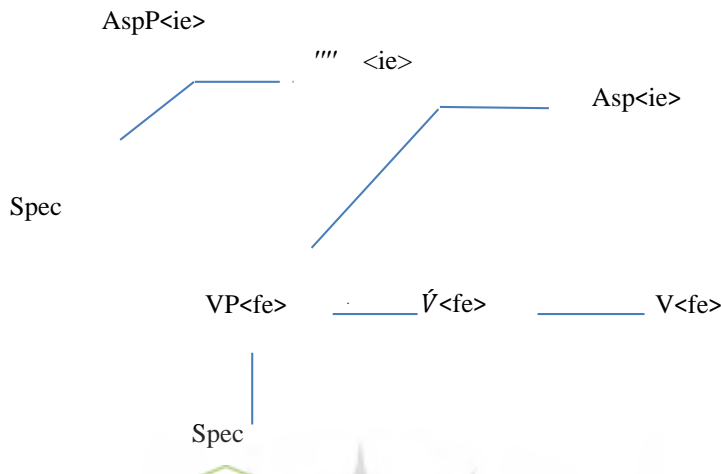 AspP<ie>
'''' <ie>
Asp<ie>
Spec
VP<fe> V́<fe> V<fe>
Spec